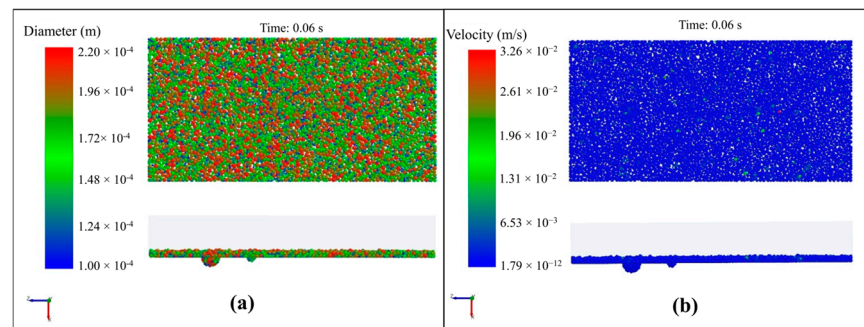 Diameter (m)
Time: 0.06 s
2.20 × 10⁻⁴
1.96 × 10⁻⁴
1.72 × 10⁻⁴
1.48 × 10⁻⁴
1.24 × 10⁻⁴
1.00 × 10⁻⁴
(a)
Velocity (m/s)
Time: 0.06 s
3.26 × 10⁻²
2.61 × 10⁻²
1.96 × 10⁻²
1.31 × 10⁻²
6.53 × 10⁻³
1.79 × 10⁻¹²
(b)